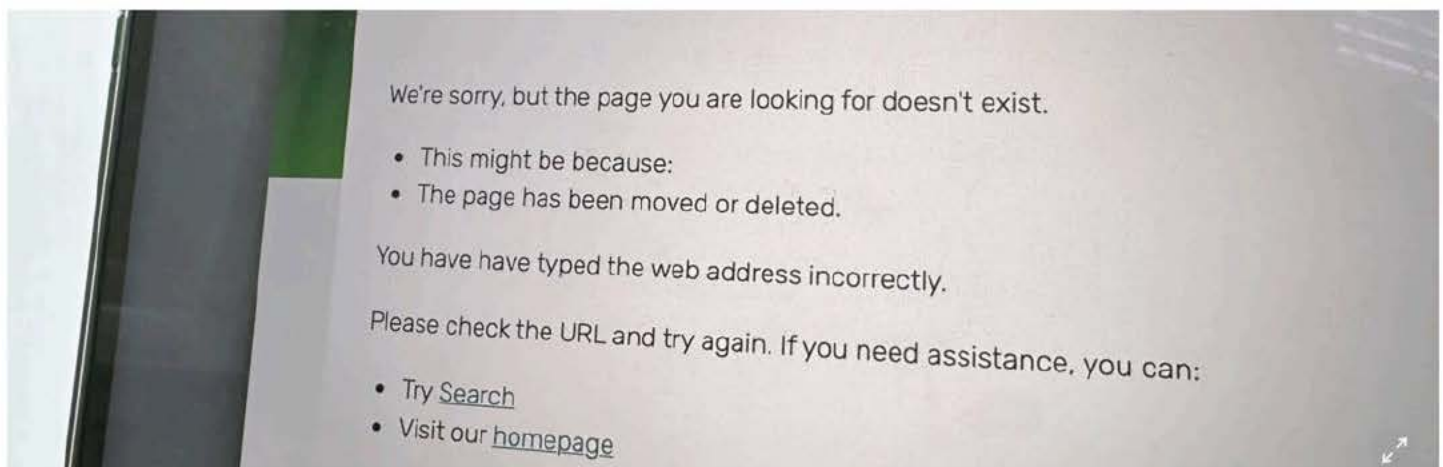 We're sorry, but the page you are looking for doesn't exist.
• This might be because:
• The page has been moved or deleted.
You have have typed the web address incorrectly.
Please check the URL and try again. If you need assistance, you can:
• Try Search
• Visit our homepage